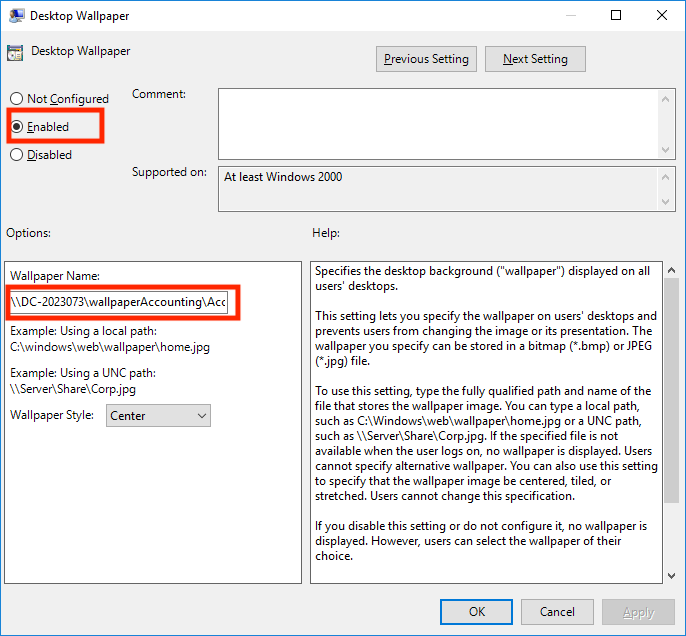 Desktop Wallpaper
Desktop Wallpaper
Previous Setting
Next Setting
Not Configured
Enabled
Disabled
Comment:
Supported on:
At least Windows 2000
Options:
Help:
Wallpaper Name:
\\DC-2023073\wallpaperAccounting\Acc
Example: Using a local path:
C:\windows\web\wallpaper\home.jpg
Example: Using a UNC path:
\\Server\Share\Corp.jpg
Wallpaper Style:
Center
Specifies the desktop background ("wallpaper") displayed on all
users' desktops.
This setting lets you specify the wallpaper on users' desktops and
prevents users from changing the image or its presentation. The
wallpaper you specify can be stored in a bitmap (*.bmp) or JPEG
(*.jpg) file.
To use this setting, type the fully qualified path and name of the
file that stores the wallpaper image. You can type a local path,
such as C:\Windows\web\wallpaper\home.jpg or a UNC path,
such as \\Server\Share\Corp.jpg. If the specified file is not
available when the user logs on, no wallpaper is displayed. Users
cannot specify alternative wallpaper. You can also use this setting
to specify that the wallpaper image be centered, tiled, or
stretched. Users cannot change this specification.
If you disable this setting or do not configure it, no wallpaper is
displayed. However, users can select the wallpaper of their
choice.
OK
Cancel
Apply